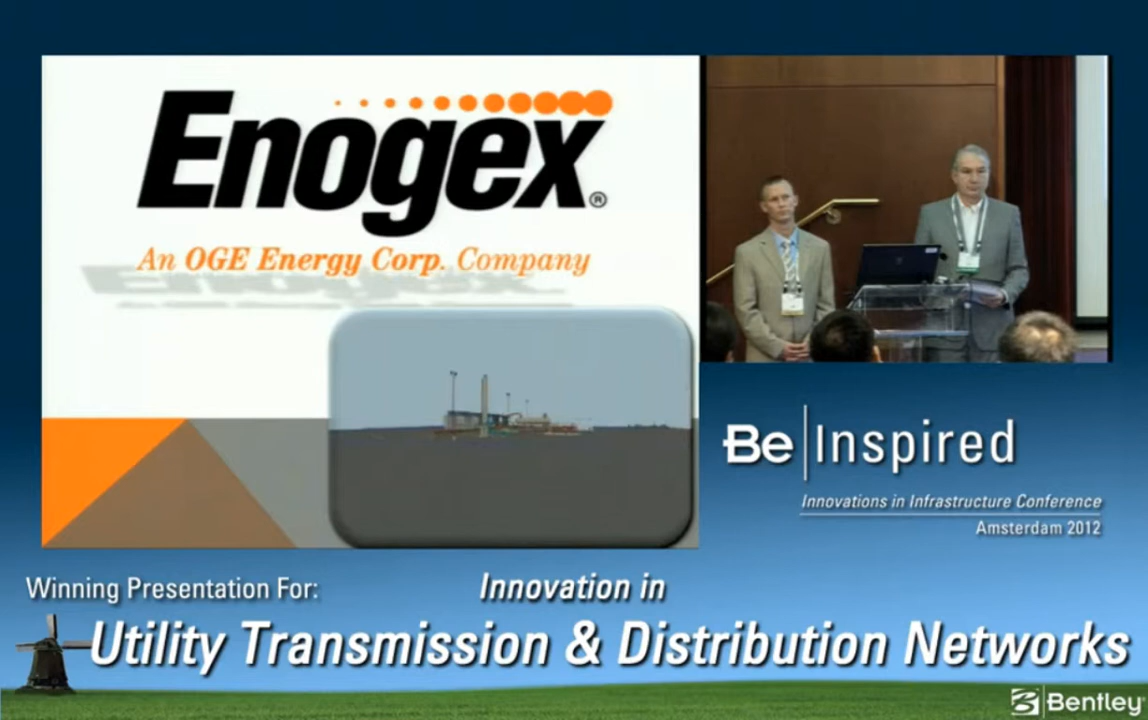 Enogex®
An OGE Energy Corp. Company
Be Inspired
Innovations in Infrastructure Conference
Amsterdam 2012
Winning Presentation For:
Innovation in
Utility Transmission & Distribution Networks
Bentley